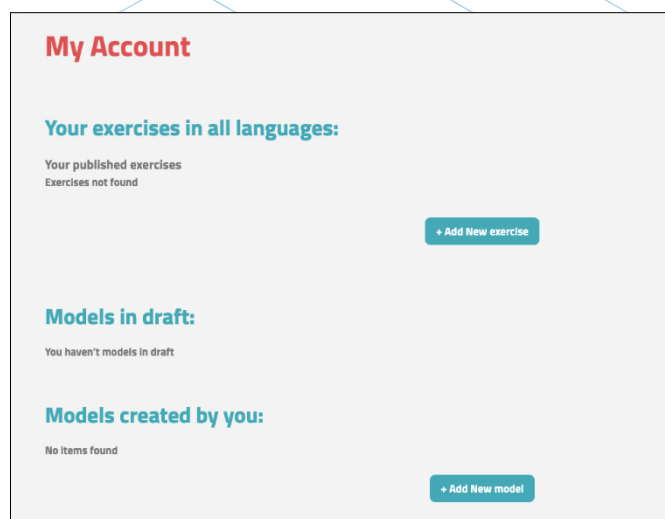 My Account
Your exercises in all languages:
Your published exercises
Exercises not found
+ Add New exercise
Models in draft:
You haven't models in draft
Models created by you:
No items found
+ Add New model